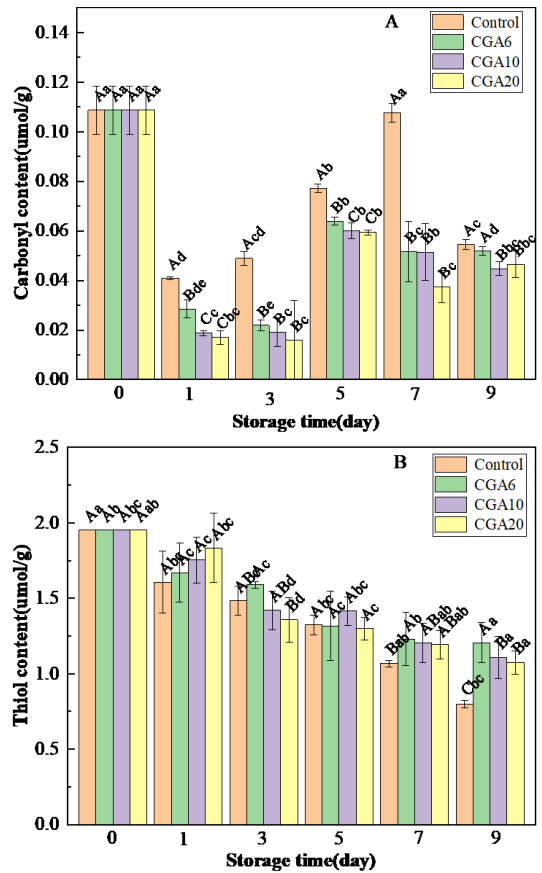 A
Control
CGA6
CGA10
CGA20
Carbonyl content(umol/g)
0.14
0.12
0.10
0.08
0.06
0.04
0.02
0.00
Aa Aa Aa Aa
Ad Bde Cc Cbc
Acd Be Bc Bc
Ab Bb Cb Cb
Aa Bc Bb Bc
Ac Ad Bbc Bbc
0 1 3 5 7 9
Storage time(day)
B
Control
CGA6
CGA10
CGA20
Thiol content(umol/g)
2.5
2.0
1.5
1.0
0.5
0.0
Aa Ab Abc Aab
Abc Ac Ac Abc
ABc Ac ABd Bd
Abc Ac Abc Ac
Bab Ab ABab ABab
Cbc Aa Ba Ba
0 1 3 5 7 9
Storage time(day)